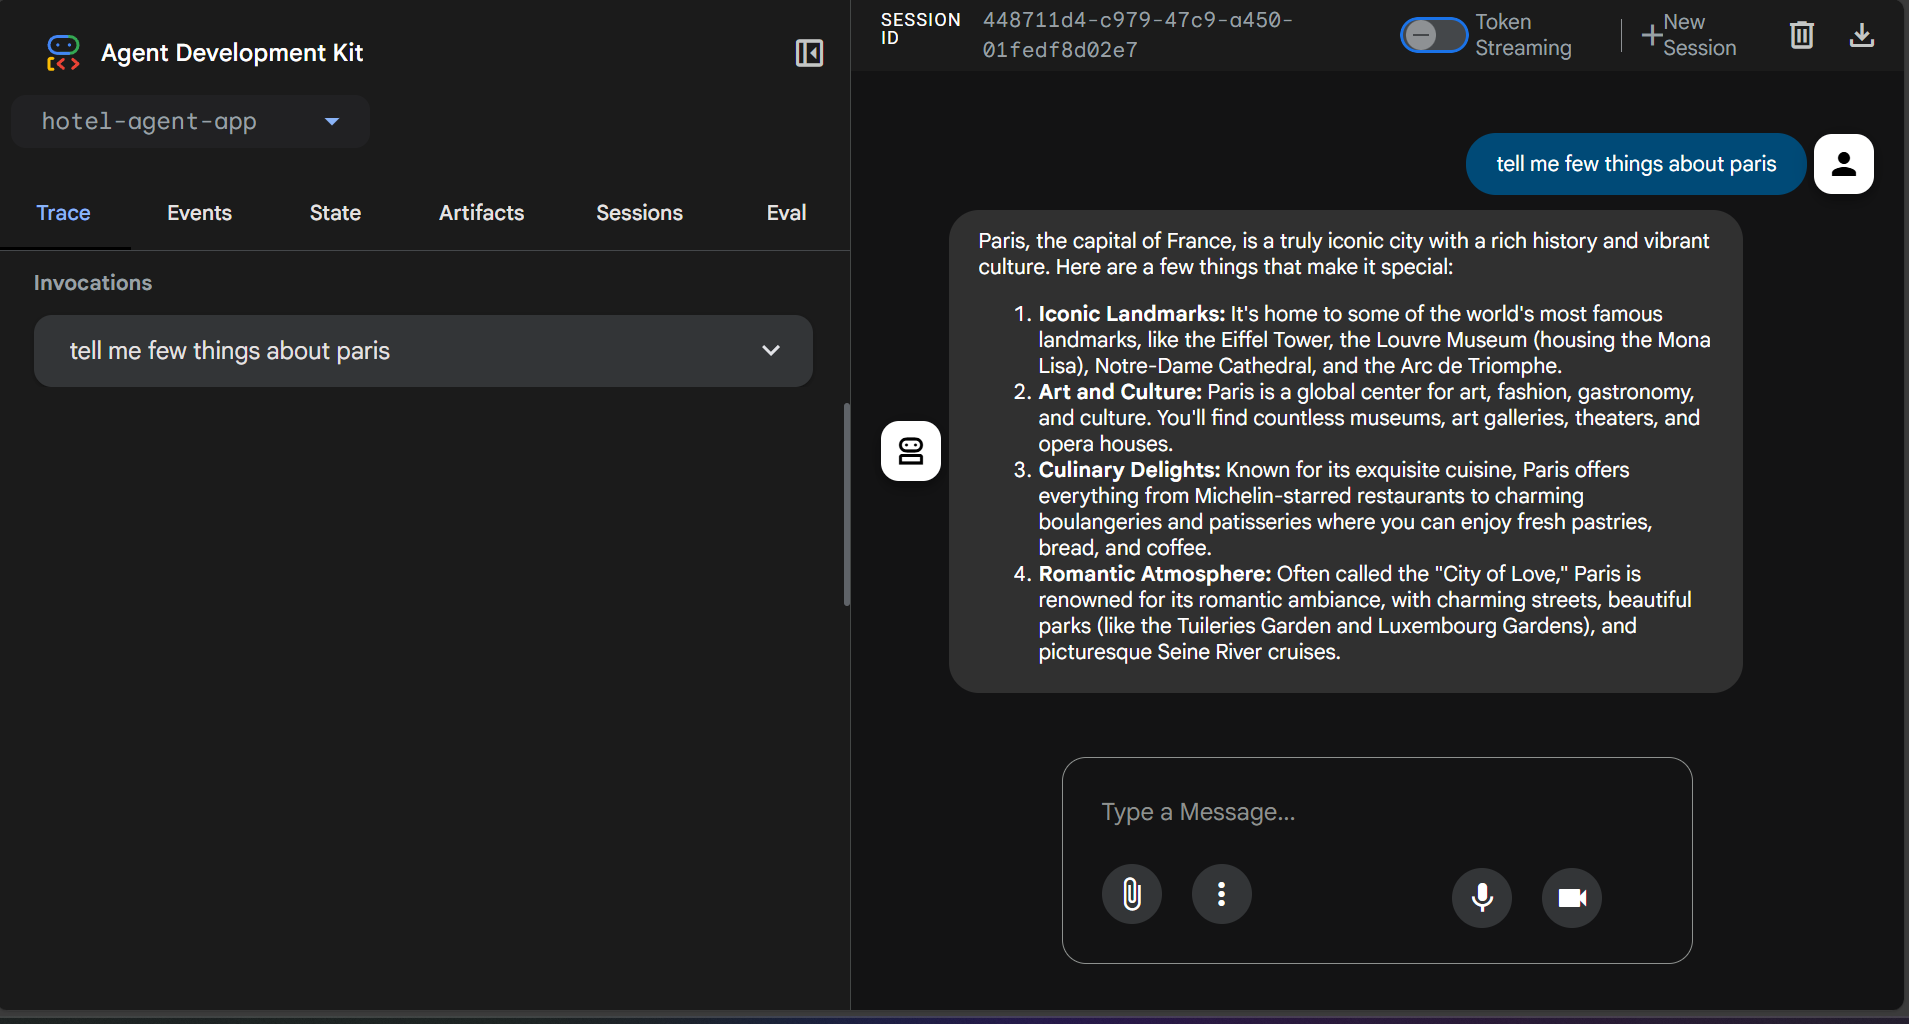 Agent Development Kit
hotel-agent-app
Trace Events State Artifacts Sessions Eval
Invocations
tell me few things about paris
SESSION
ID
448711d4-c979-47c9-a450-
01fedf8d02e7
Token
Streaming
New
Session
tell me few things about paris
Paris, the capital of France, is a truly iconic city with a rich history and vibrant
culture. Here are a few things that make it special:
1. Iconic Landmarks: It's home to some of the world's most famous
landmarks, like the Eiffel Tower, the Louvre Museum (housing the Mona
Lisa), Notre-Dame Cathedral, and the Arc de Triomphe.
2. Art and Culture: Paris is a global center for art, fashion, gastronomy,
and culture. You'll find countless museums, art galleries, theaters, and
opera houses.
3. Culinary Delights: Known for its exquisite cuisine, Paris offers
everything from Michelin-starred restaurants to charming
boulangeries and patisseries where you can enjoy fresh pastries,
bread, and coffee.
4. Romantic Atmosphere: Often called the "City of Love," Paris is
renowned for its romantic ambiance, with charming streets, beautiful
parks (like the Tuileries Garden and Luxembourg Gardens), and
picturesque Seine River cruises.
Type a Message...